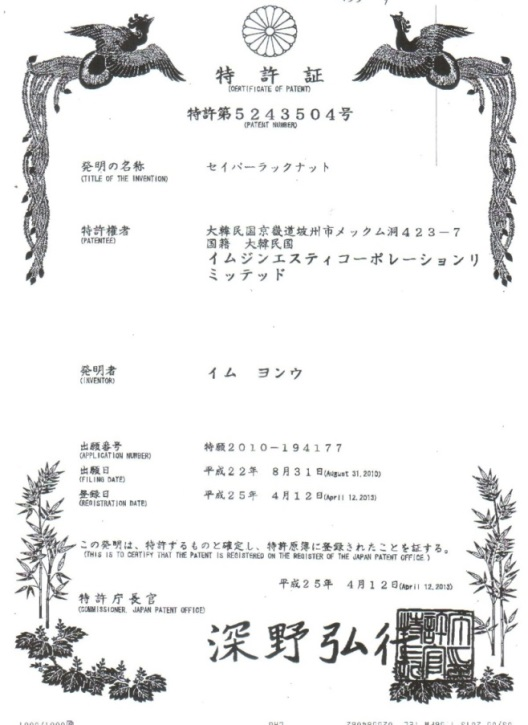 特許証
(CERTIFICATE OF PATENT)
特許第5243504号
(PATENT NUMBER)
発明の名称 セイバーラックナット
(TITLE OF THE INVENTION)
特許権者 大韓民国京畿道坡州市メックム洞423-7
(PATENTEE) 国籍 大韓民国
イムジンエスティコーポレーションリ
ミッテッド
発明者 イム ヨンウ
(INVENTOR)
出願番号 特願2010-194177
(APPLICATION NUMBER)
出願日 平成22年 8月31日(August 31,2010)
(FILING DATE)
登録日 平成25年 4月12日(April 12,2013)
(REGISTRATION DATE)
この発明は、特許するものと確定し、特許原簿に登録されたことを証する。
(THIS IS TO CERTIFY THAT THE PATENT IS REGISTERED ON THE REGISTER OF THE JAPAN PATENT OFFICE.)
平成25年 4月12日(April 12,2013)
特許庁長官
(COMMISSIONER, JAPAN PATENT OFFICE)
深野弘行